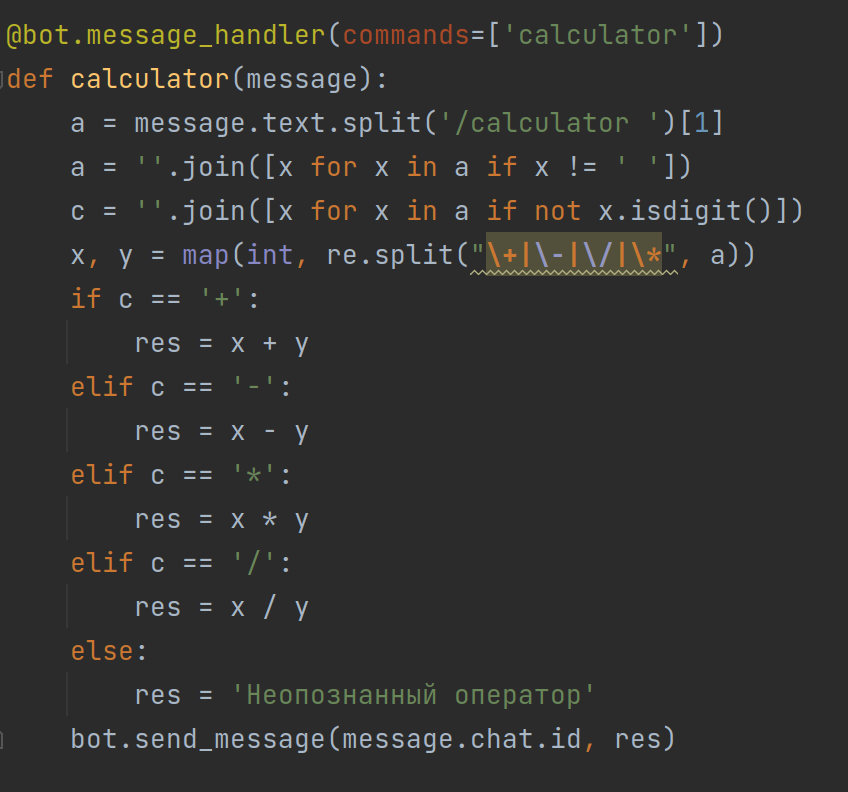 @bot.message_handler(commands=['calculator'])
def calculator(message):
    a = message.text.split('/calculator ')[1]
    a = ''.join([x for x in a if x != ' '])
    c = ''.join([x for x in a if not x.isdigit()])
    x, y = map(int, re.split("\+|\-|\/|\*", a))
    if c == '+':
        res = x + y
    elif c == '-':
        res = x - y
    elif c == '*':
        res = x * y
    elif c == '/':
        res = x / y
    else:
        res = 'Неопознанный оператор'
    bot.send_message(message.chat.id, res)